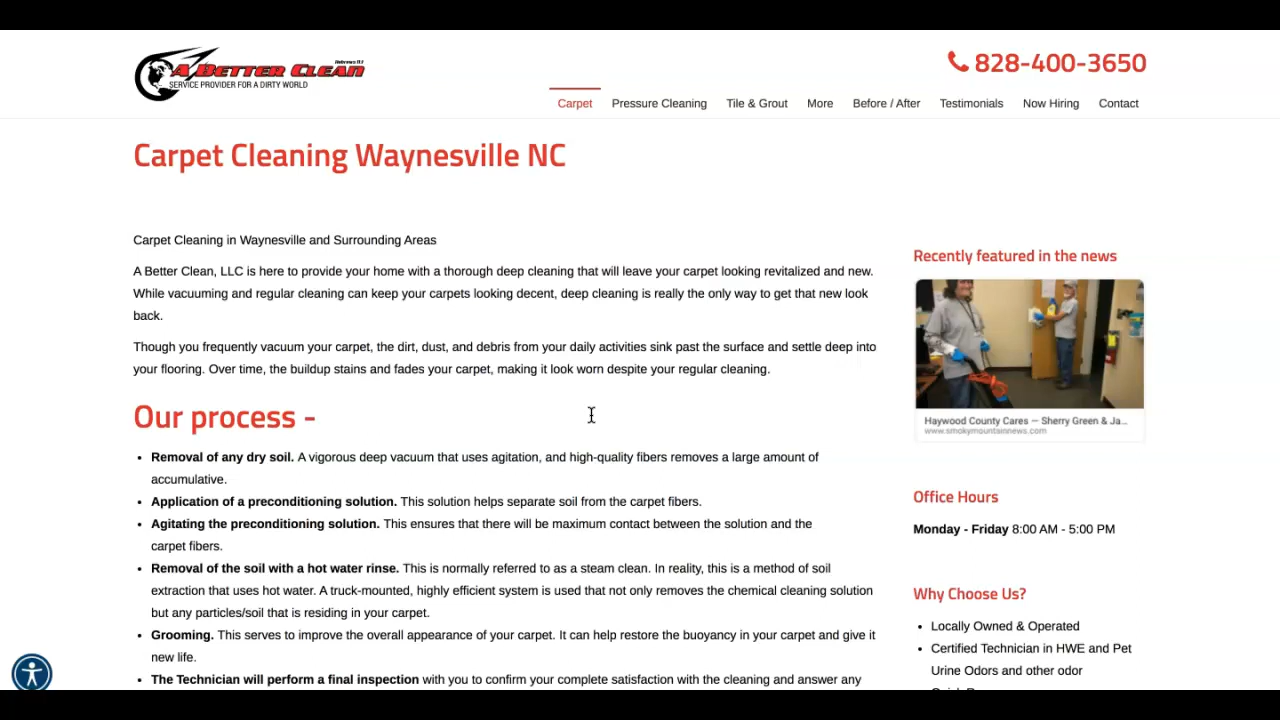 Hebrews 11:1
A BETTER CLEAN
SERVICE PROVIDER FOR A DIRTY WORLD
828-400-3650
Carpet Pressure Cleaning Tile & Grout More Before / After Testimonials Now Hiring Contact
Carpet Cleaning Waynesville NC
Carpet Cleaning in Waynesville and Surrounding Areas
A Better Clean, LLC is here to provide your home with a thorough deep cleaning that will leave your carpet looking revitalized and new.
While vacuuming and regular cleaning can keep your carpets looking decent, deep cleaning is really the only way to get that new look
back.
Though you frequently vacuum your carpet, the dirt, dust, and debris from your daily activities sink past the surface and settle deep into
your flooring. Over time, the buildup stains and fades your carpet, making it look worn despite your regular cleaning.
Our process -
Removal of any dry soil. A vigorous deep vacuum that uses agitation, and high-quality fibers removes a large amount of
accumulative.
Application of a preconditioning solution. This solution helps separate soil from the carpet fibers.
Agitating the preconditioning solution. This ensures that there will be maximum contact between the solution and the
carpet fibers.
Removal of the soil with a hot water rinse. This is normally referred to as a steam clean. In reality, this is a method of soil
extraction that uses hot water. A truck-mounted, highly efficient system is used that not only removes the chemical cleaning solution
but any particles/soil that is residing in your carpet.
Grooming. This serves to improve the overall appearance of your carpet. It can help restore the buoyancy in your carpet and give it
new life.
The Technician will perform a final inspection with you to confirm your complete satisfaction with the cleaning and answer any
Recently featured in the news
Haywood County Cares — Sherry Green & Ja...
www.smokymountainnews.com
Office Hours
Monday - Friday 8:00 AM - 5:00 PM
Why Choose Us?
Locally Owned & Operated
Certified Technician in HWE and Pet
Urine Odors and other odor